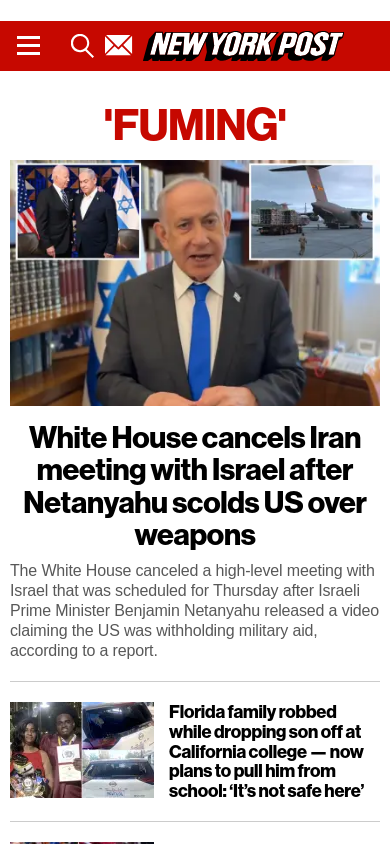 NEW YORK POST
'FUMING'
White House cancels Iran
meeting with Israel after
Netanyahu scolds US over
weapons
The White House canceled a high-level meeting with
Israel that was scheduled for Thursday after Israeli
Prime Minister Benjamin Netanyahu released a video
claiming the US was withholding military aid,
according to a report.
Florida family robbed
while dropping son off at
California college — now
plans to pull him from
school: ‘It’s not safe here’